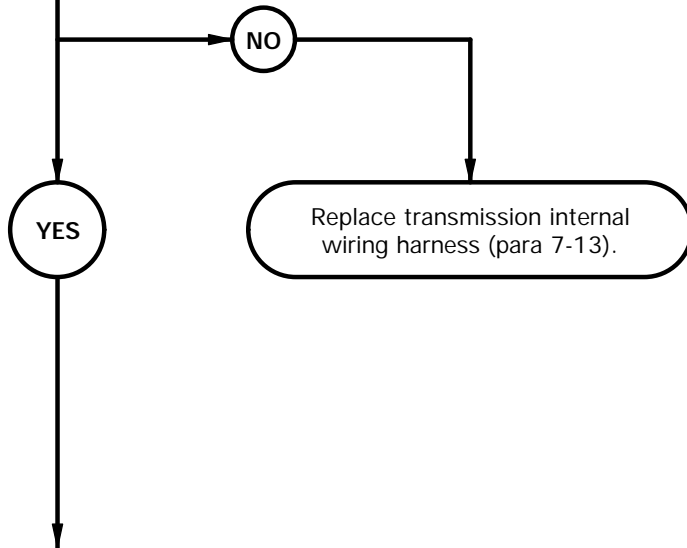 NO
YES
Replace transmission internal
wiring harness (para 7-13).